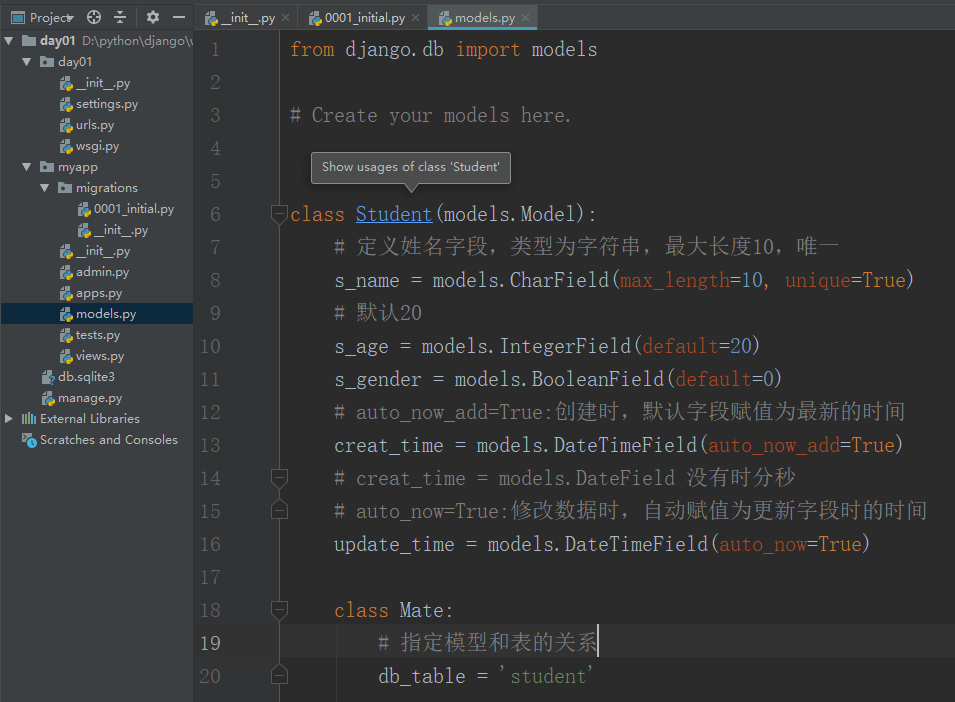 Project
__init__.py
0001_initial.py
models.py
day01 D:\python\django\
day01
__init__.py
settings.py
urls.py
wsgi.py
myapp
migrations
0001_initial.py
__init__.py
__init__.py
admin.py
apps.py
models.py
tests.py
views.py
db.sqlite3
manage.py
External Libraries
Scratches and Consoles
1 from django.db import models
2
3 # Create your models here.
4
Show usages of class 'Student'
5
6 class Student(models.Model):
7 # 定义姓名字段，类型为字符串，最大长度10，唯一
8 s_name = models.CharField(max_length=10, unique=True)
9 # 默认20
10 s_age = models.IntegerField(default=20)
11 s_gender = models.BooleanField(default=0)
12 # auto_now_add=True:创建时，默认字段赋值为最新的时间
13 creat_time = models.DateTimeField(auto_now_add=True)
14 # creat_time = models.DateField 没有时分秒
15 # auto_now=True:修改数据时，自动赋值为更新字段时的时间
16 update_time = models.DateTimeField(auto_now=True)
17
18 class Mate:
19 # 指定模型和表的关系
20 db_table = 'student'